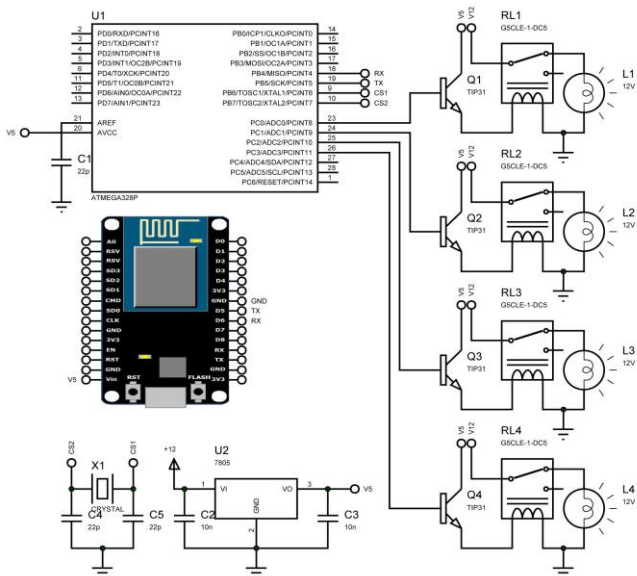 U1
2 PD0/RXD/PCINT16 PB0/ICP1/CLKO/PCINT0 14
3 PD1/TXD/PCINT17 PB1/OC1A/PCINT1 15
4 PD2/INT0/PCINT18 PB2/SS/OC1B/PCINT2 16
5 PD3/INT1/OC2B/PCINT19 PB3/MOSI/OC2A/PCINT3 17
6 PD4/T0/XCK/PCINT20 PB4/MISO/PCINT4 18 RX
11 PD5/T1/OC0B/PCINT21 PB5/SCK/PCINT5 19 TX
12 PD6/AIN0/OC0A/PCINT22 PB6/TOSC1/XTAL1/PCINT6 9 CS1
13 PD7/AIN1/PCINT23 PB7/TOSC2/XTAL2/PCINT7 10 CS2
21 AREF PC0/ADC0/PCINT8 23
V5 20 AVCC PC1/ADC1/PCINT9 24
PC2/ADC2/PCINT10 25
PC3/ADC3/PCINT11 26
PC4/ADC4/SDA/PCINT12 27
PC5/ADC5/SCL/PCINT13 28
PC6/RESET/PCINT14 1
ATMEGA328P
C1
22p
A0 D0
RSV D1
RSV D2
SD3 D3
SD2 D4
SD1 3V3
CMD GND GND
SD0 D5 TX
CLK D6 RX
GND D7
3V3 D8
EN RX
RST TX
GND GND
V5 Vin 3V3
RST FLASH
CS2 CS1
X1
CRYSTAL
C4
22p
C5
22p
U2
7805
+12
1 VI VO 3 V5
GND
2
C2
10n
C3
10n
V5 V12
RL1
G5CLE-1-DC5
Q1
TIP31
L1
12V
V5 V12
RL2
G5CLE-1-DC5
Q2
TIP31
L2
12V
V5 V12
RL3
G5CLE-1-DC5
Q3
TIP31
L3
12V
V5 V12
RL4
G5CLE-1-DC5
Q4
TIP31
L4
12V